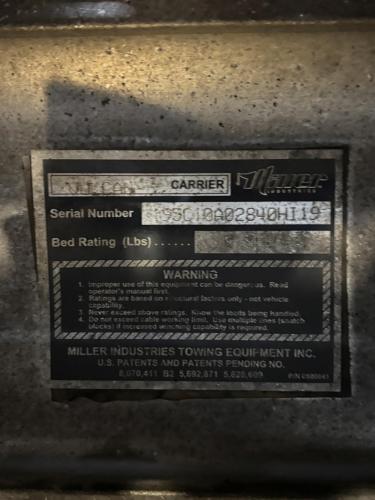 VULCAN CARRIER Miller
INDUSTRIES
Serial Number
Bed Rating (Lbs)......
WARNING
1. Improper use of this equipment can be dangerous. Read
operator's manual first.
2. Ratings are based on structural factors only - not vehicle
capability.
3. Never exceed above ratings. Know the loads being handled.
4. Do not exceed cable working limit. Use multiple lines (snatch
blocks) if increased winching capability is required.
MILLER INDUSTRIES TOWING EQUIPMENT INC.
U.S. PATENTS AND PATENTS PENDING NO.